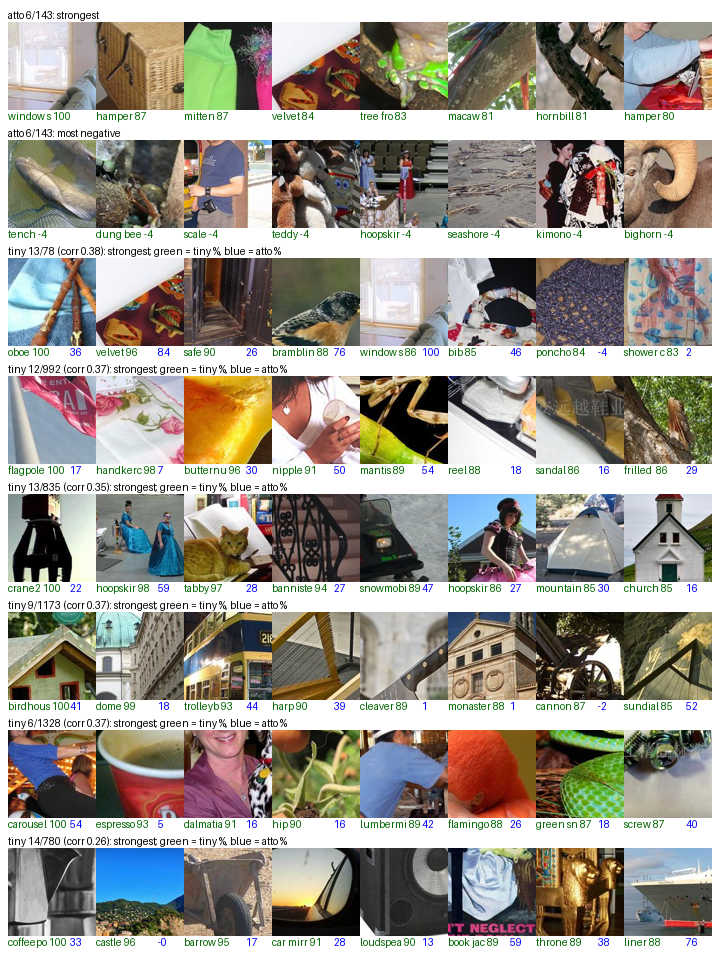 atto 6/143: strongest
windows 100 hamper 87 mitten 87 velvet 84 tree fro 83 macaw 81 hornbill 81 hamper 80
atto 6/143: most negative
tench -4 dung bee -4 scale -4 teddy -4 hoopskir -4 seashore -4 kimono -4 bighorn -4
tiny 13/78 (corr 0.38): strongest; green = tiny %, blue = atto %
oboe 100 36 velvet 96 84 safe 90 26 bramblin 88 76 windows 86 100 bib 85 46 poncho 84 -4 shower c 83 2
tiny 12/992 (corr 0.37): strongest; green = tiny %, blue = atto %
远越鞋业
flagpole 100 17 handkerc 98 7 butternu 96 30 nipple 91 50 mantis 89 54 reel 88 18 sandal 86 16 frilled 86 29
tiny 13/835 (corr 0.35): strongest; green = tiny %, blue = atto %
crane2 100 22 hoopskir 98 59 tabby 97 28 banniste 94 27 snowmobi 89 47 hoopskir 86 27 mountain 85 30 church 85 16
tiny 9/1173 (corr 0.37): strongest; green = tiny %, blue = atto %
218
birdhous 100 41 dome 99 18 trolleyb 93 44 harp 90 39 cleaver 89 1 monaster 88 1 cannon 87 -2 sundial 85 52
tiny 6/1328 (corr 0.37): strongest; green = tiny %, blue = atto %
carousel 100 54 espresso 93 5 dalmatia 91 16 hip 90 16 lumbermi 89 42 flamingo 88 26 green sn 87 18 screw 87 40
tiny 14/780 (corr 0.26): strongest; green = tiny %, blue = atto %
'T NEGLECT
coffeepo 100 33 castle 96 -0 barrow 95 17 car mirr 91 28 loudspea 90 13 book jac 89 59 throne 89 38 liner 88 76